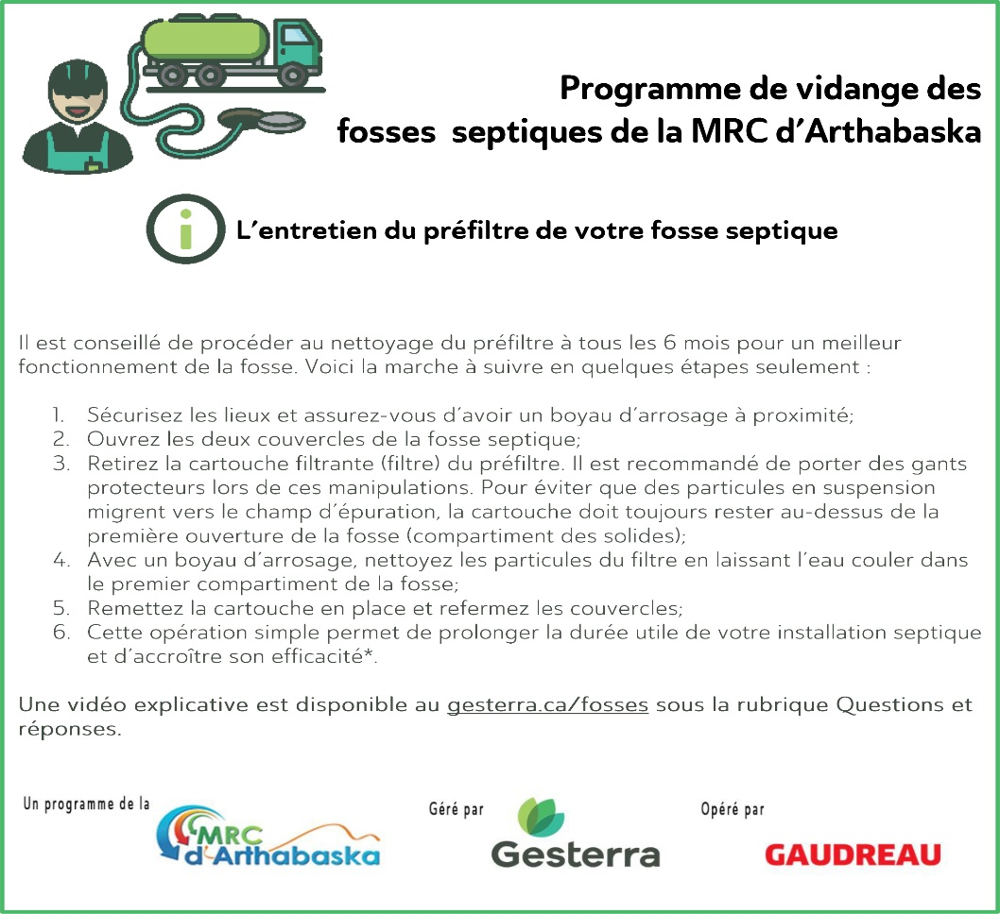 Programme de vidange des
fosses septiques de la MRC d'Arthabaska
i
L'entretien du préfiltre de votre fosse septique
Il est conseillé de procéder au nettoyage du préfiltre à tous les 6 mois pour un meilleur
fonctionnement de la fosse. Voici la marche à suivre en quelques étapes seulement :
1. Sécurisez les lieux et assurez-vous d'avoir un boyau d'arrosage à proximité;
2. Ouvrez les deux couvercles de la fosse septique;
3. Retirez la cartouche filtrante (filtre) du préfiltre. Il est recommandé de porter des gants
protecteurs lors de ces manipulations. Pour éviter que des particules en suspension
migrent vers le champ d'épuration, la cartouche doit toujours rester au-dessus de la
première ouverture de la fosse (compartiment des solides);
4. Avec un boyau d'arrosage, nettoyez les particules du filtre en laissant l'eau couler dans
le premier compartiment de la fosse;
5. Remettez la cartouche en place et refermez les couvercles;
6. Cette opération simple permet de prolonger la durée utile de votre installation septique
et d'accroître son efficacité*.
Une vidéo explicative est disponible au gesterra.ca/fosses sous la rubrique Questions et
réponses.
Un programme de la
MRC
d'Arthabaska
Géré par
Gesterra
Opéré par
GAUDREAU